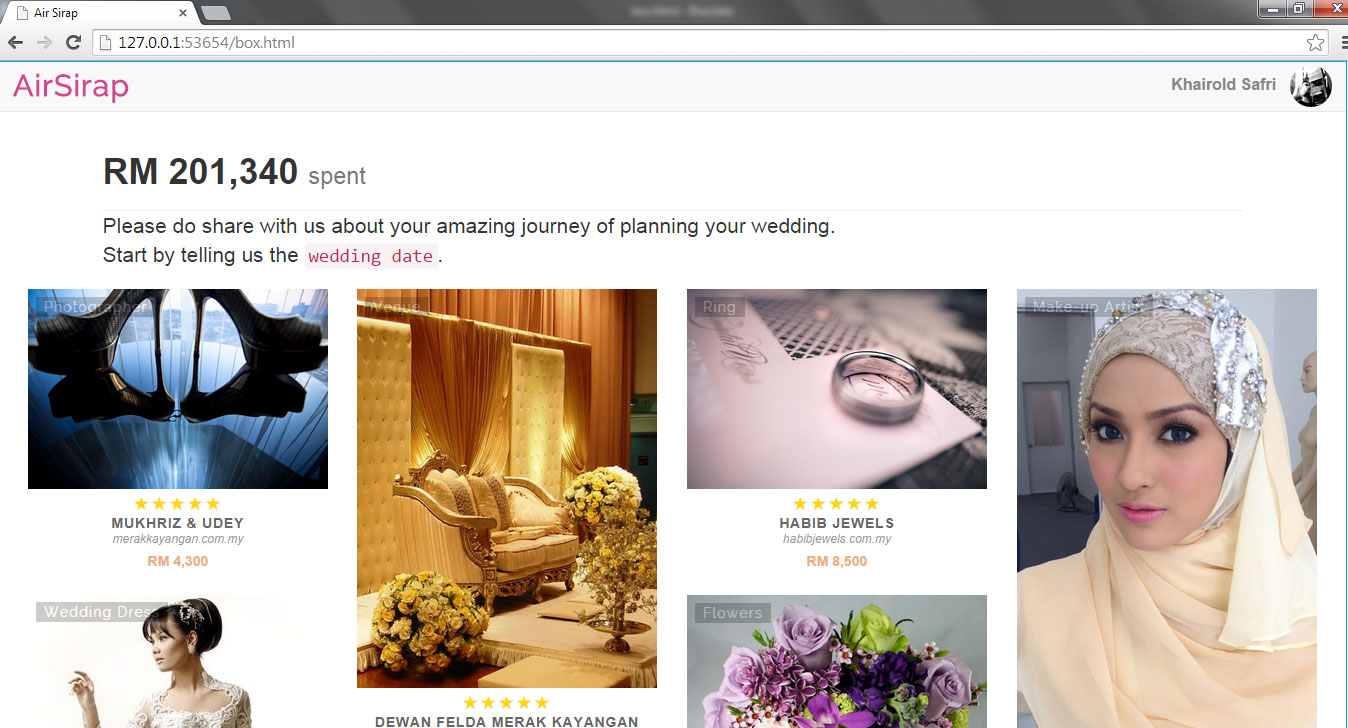 Air Sirap
127.0.0.1:53654/box.html
AirSirap
Khairold Safri
RM 201,340 spent
Please do share with us about your amazing journey of planning your wedding.
Start by telling us the wedding date.
Photographer
Venue
Ring
Make-up Artist
★★★★★
MUKHRIZ & UDEY
merakkayangan.com.my
RM 4,300
★★★★★
HABIB JEWELS
habibjewels.com.my
RM 8,500
Wedding Dress
Flowers
★★★★★
DEWAN FELDA MERAK KAYANGAN